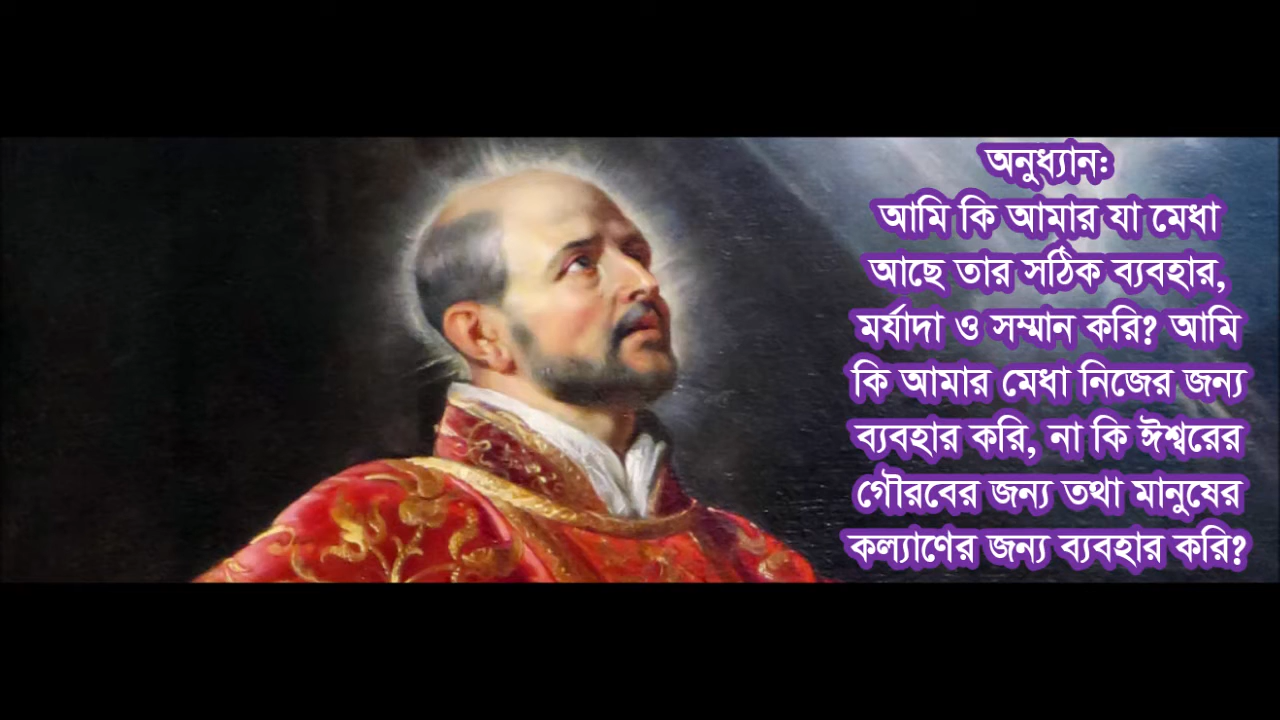 অনুধ্যানঃ
আমি কি আমার যা মেধা
আছে তার সঠিক ব্যবহার,
মর্যাদা ও সম্মান করি? আমি
কি আমার মেধা নিজের জন্য
ব্যবহার করি, না কি ঈশ্বরের
গৌরবের জন্য তথা মানুষের
কল্যাণের জন্য ব্যবহার করি?